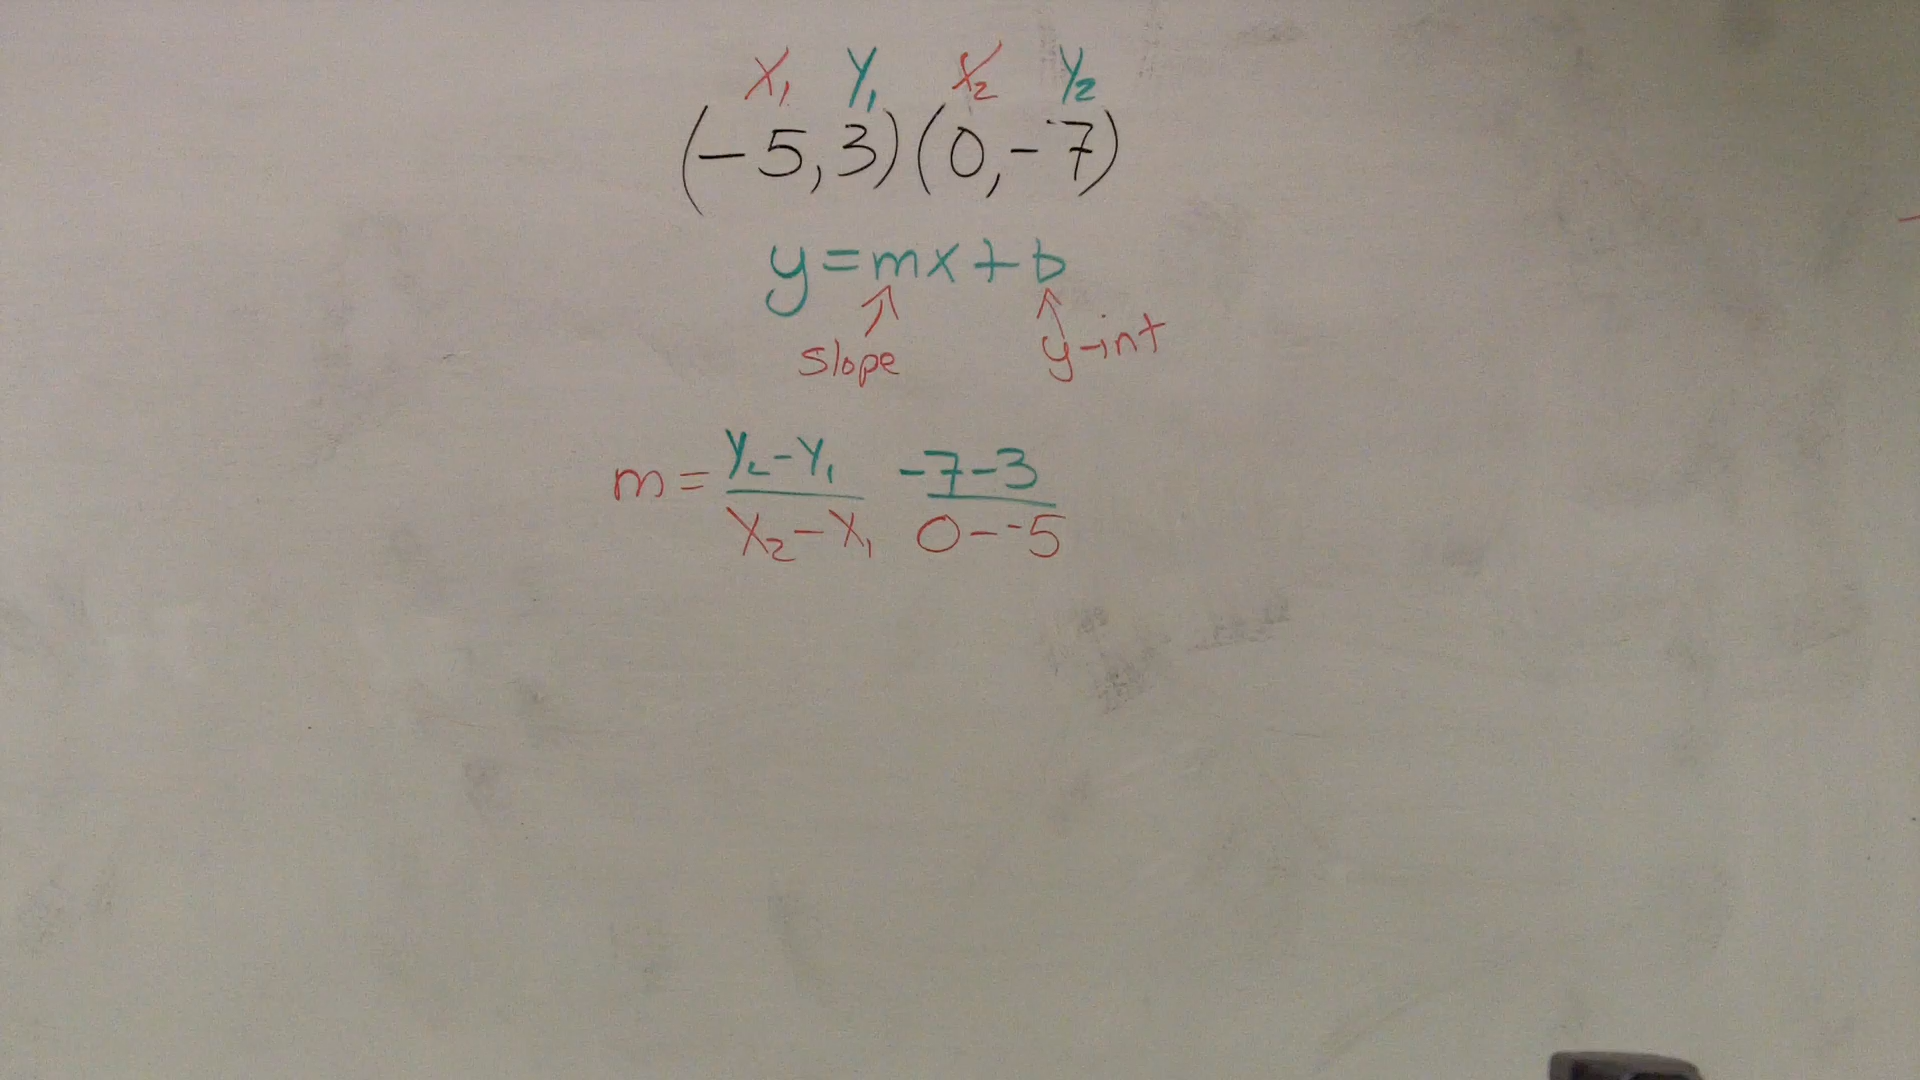 x₁ y₁ x₂ y₂
(-5,3)(0,-7)
y=mx+b
slope y-int
m= y₂-y₁ -7-3
x₂-x₁ 0--5